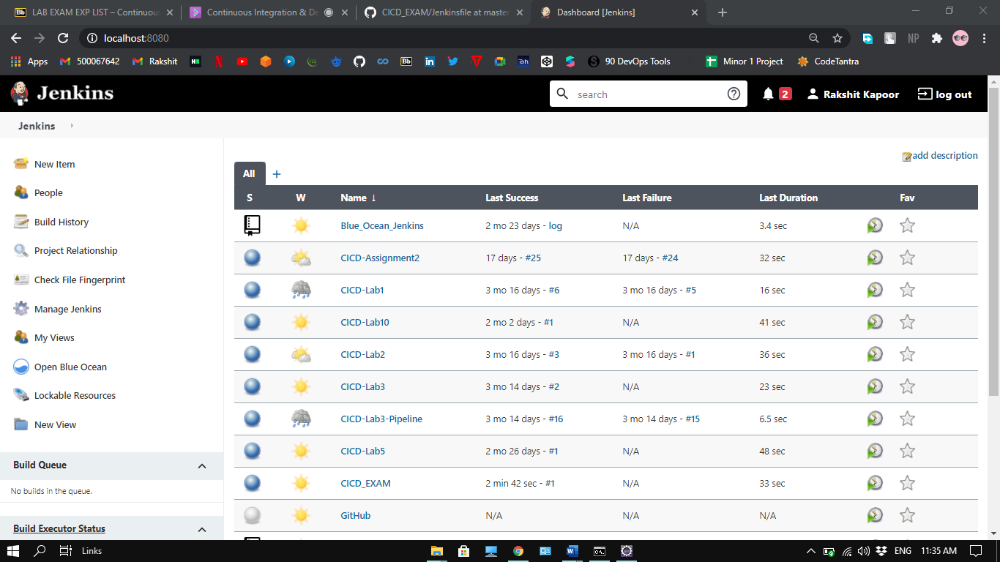 Bb LAB EXAM EXP LIST – Continuous
Continuous Integration & De
CICD_EXAM/Jenkinsfile at master
Dashboard [Jenkins]
localhost:8080
NP
Apps
500067642
Rakshit
Bb
90 DevOps Tools
Minor 1 Project
CodeTantra
Jenkins
search
2
Rakshit Kapoor
log out
Jenkins
New Item
People
Build History
Project Relationship
Check File Fingerprint
Manage Jenkins
My Views
Open Blue Ocean
Lockable Resources
New View
Build Queue
No builds in the queue.
Build Executor Status
add description
All +
S W Name ↓ Last Success Last Failure Last Duration Fav
Blue_Ocean_Jenkins 2 mo 23 days - log N/A 3.4 sec
CICD-Assignment2 17 days - #25 17 days - #24 32 sec
CICD-Lab1 3 mo 16 days - #6 3 mo 16 days - #5 16 sec
CICD-Lab10 2 mo 2 days - #1 N/A 41 sec
CICD-Lab2 3 mo 16 days - #3 3 mo 16 days - #1 36 sec
CICD-Lab3 3 mo 14 days - #2 N/A 23 sec
CICD-Lab3-Pipeline 3 mo 14 days - #16 3 mo 14 days - #15 6.5 sec
CICD-Lab5 2 mo 26 days - #1 N/A 48 sec
CICD_EXAM 2 min 42 sec - #1 N/A 33 sec
GitHub N/A N/A N/A
Links
ENG 11:35 AM